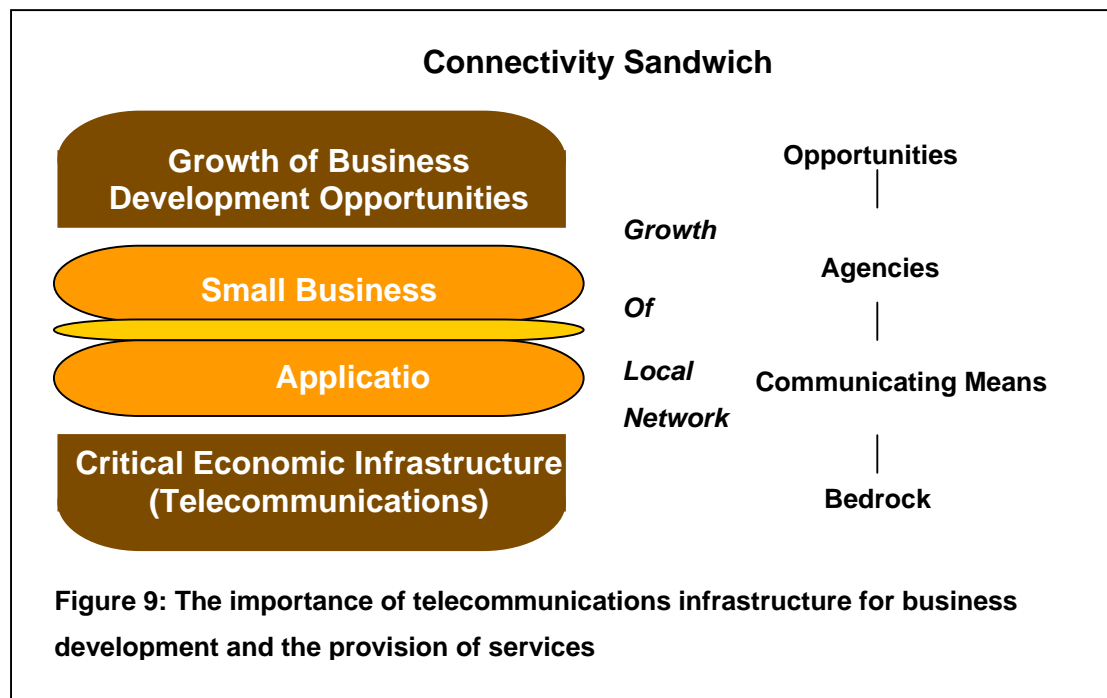 Connectivity Sandwich
Growth of Business
Development Opportunities
Small Business
Applicatio
Critical Economic Infrastructure
(Telecommunications)
Growth
Of
Local
Network
Opportunities
Agencies
Communicating Means
Bedrock
Figure 9: The importance of telecommunications infrastructure for business
development and the provision of services